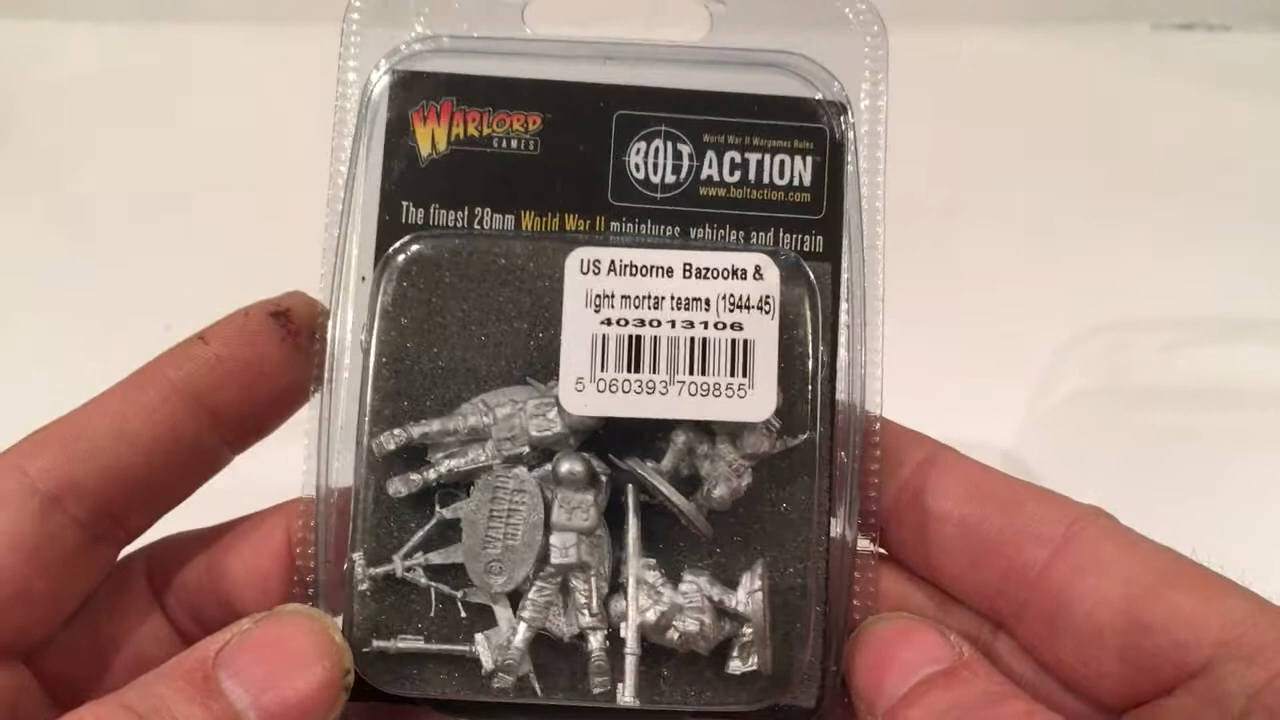 WARLORD
GAMES
World War II Wargames Rules
BOLT ACTION
www.boltaction.com
The finest 28mm World War II miniatures, vehicles and terrain
US Airborne Bazooka &
light mortar teams (1944-45)
403013106
5 060393 709855
© WARLORD
GAMES